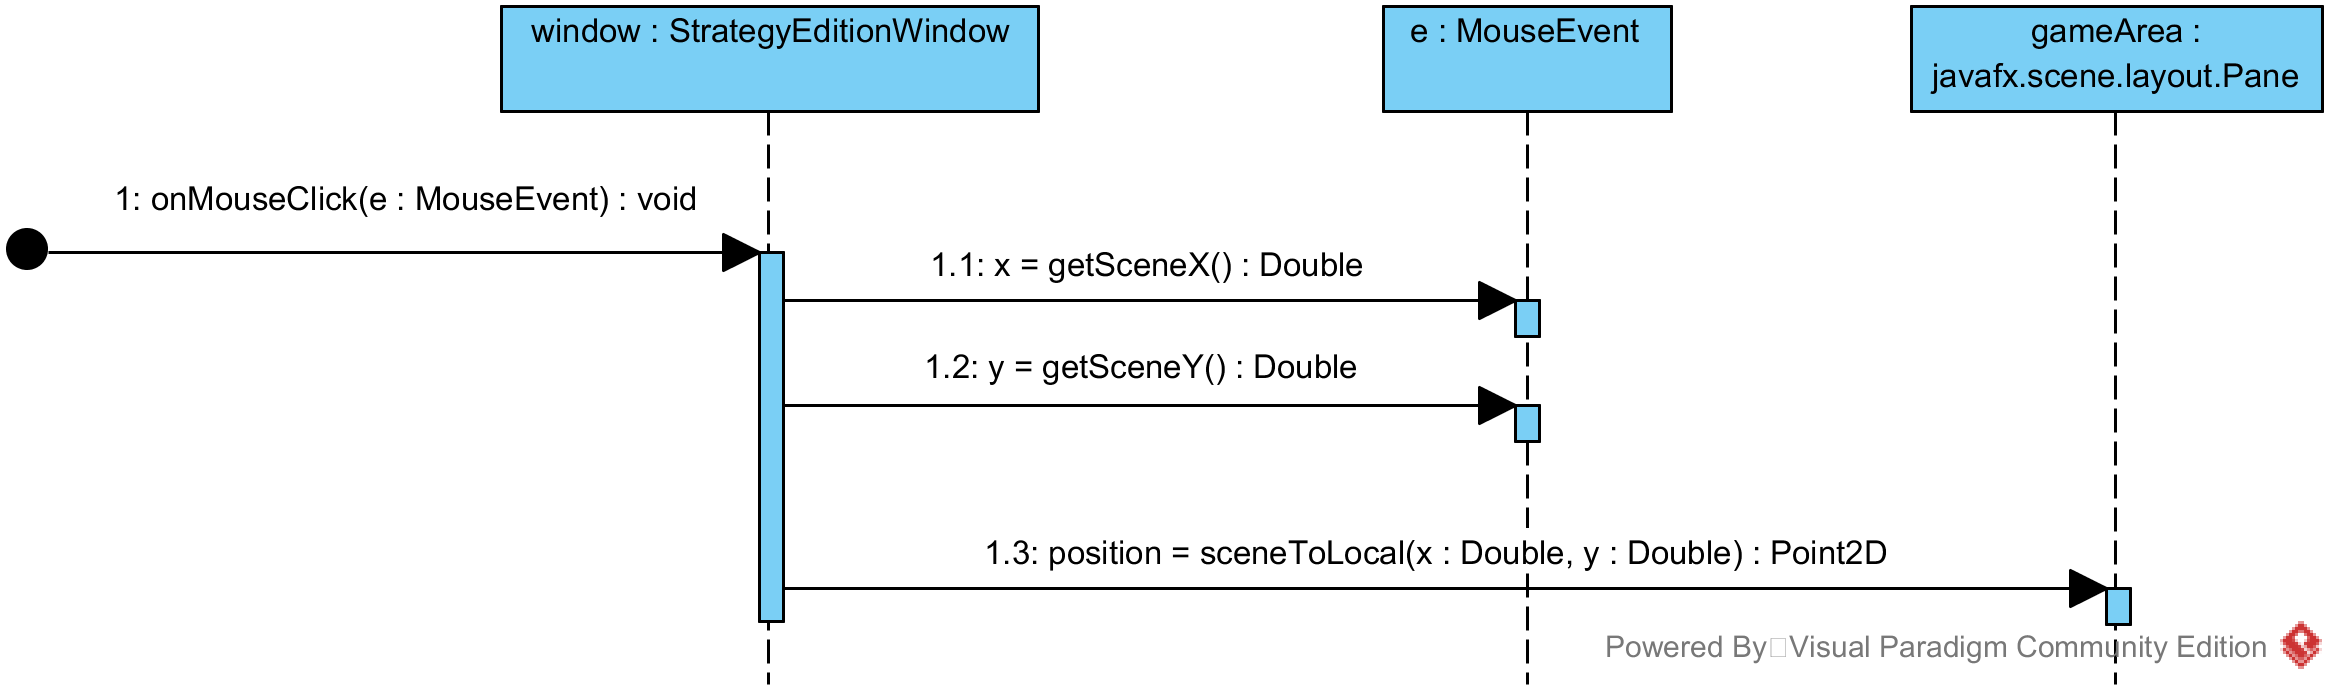 window : StrategyEditionWindow
e : MouseEvent
gameArea :
javafx.scene.layout.Pane
1: onMouseClick(e : MouseEvent) : void
1.1: x = getSceneX() : Double
1.2: y = getSceneY() : Double
1.3: position = sceneToLocal(x : Double, y : Double) : Point2D
Powered By Visual Paradigm Community Edition